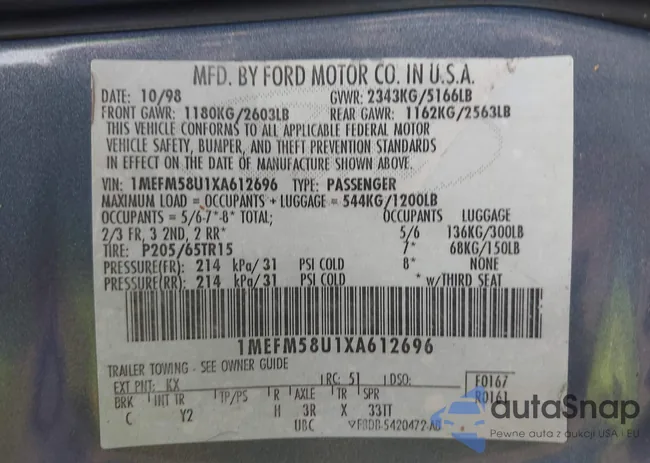 MFD. BY FORD MOTOR CO. IN U.S.A.
DATE: 10/98 GVWR: 2343KG/5166LB
FRONT GAWR: 1180KG/2603LB REAR GAWR: 1162KG/2563LB
THIS VEHICLE CONFORMS TO ALL APPLICABLE FEDERAL MOTOR
VEHICLE SAFETY, BUMPER, AND THEFT PREVENTION STANDARDS
IN EFFECT ON THE DATE OF MANUFACTURE SHOWN ABOVE.
VIN: 1MEFM58U1XA612696 TYPE: PASSENGER
MAXIMUM LOAD = OCCUPANTS + LUGGAGE = 544KG/1200LB
OCCUPANTS = 5/6-7*-8* TOTAL; OCCUPANTS LUGGAGE
2/3 FR, 3 2ND, 2 RR* 5/6 136KG/300LB
TIRE: P205/65TR15 7* 68KG/150LB
PRESSURE(FR): 214 kPa/31 PSI COLD 8* NONE
PRESSURE(RR): 214 kPa/31 PSI COLD * w/THIRD SEAT
1MEFM58U1XA612696
TRAILER TOWING - SEE OWNER GUIDE
EXT PNT: KX RC: 51 DSO: F0167
BRK INT TR TP/PS R AXLE TR SPR R0161
C Y2 H 3R X 33TT
UBC F8DB-5420472-AB
autoSnap
Pewne auta z aukcji USA i EU